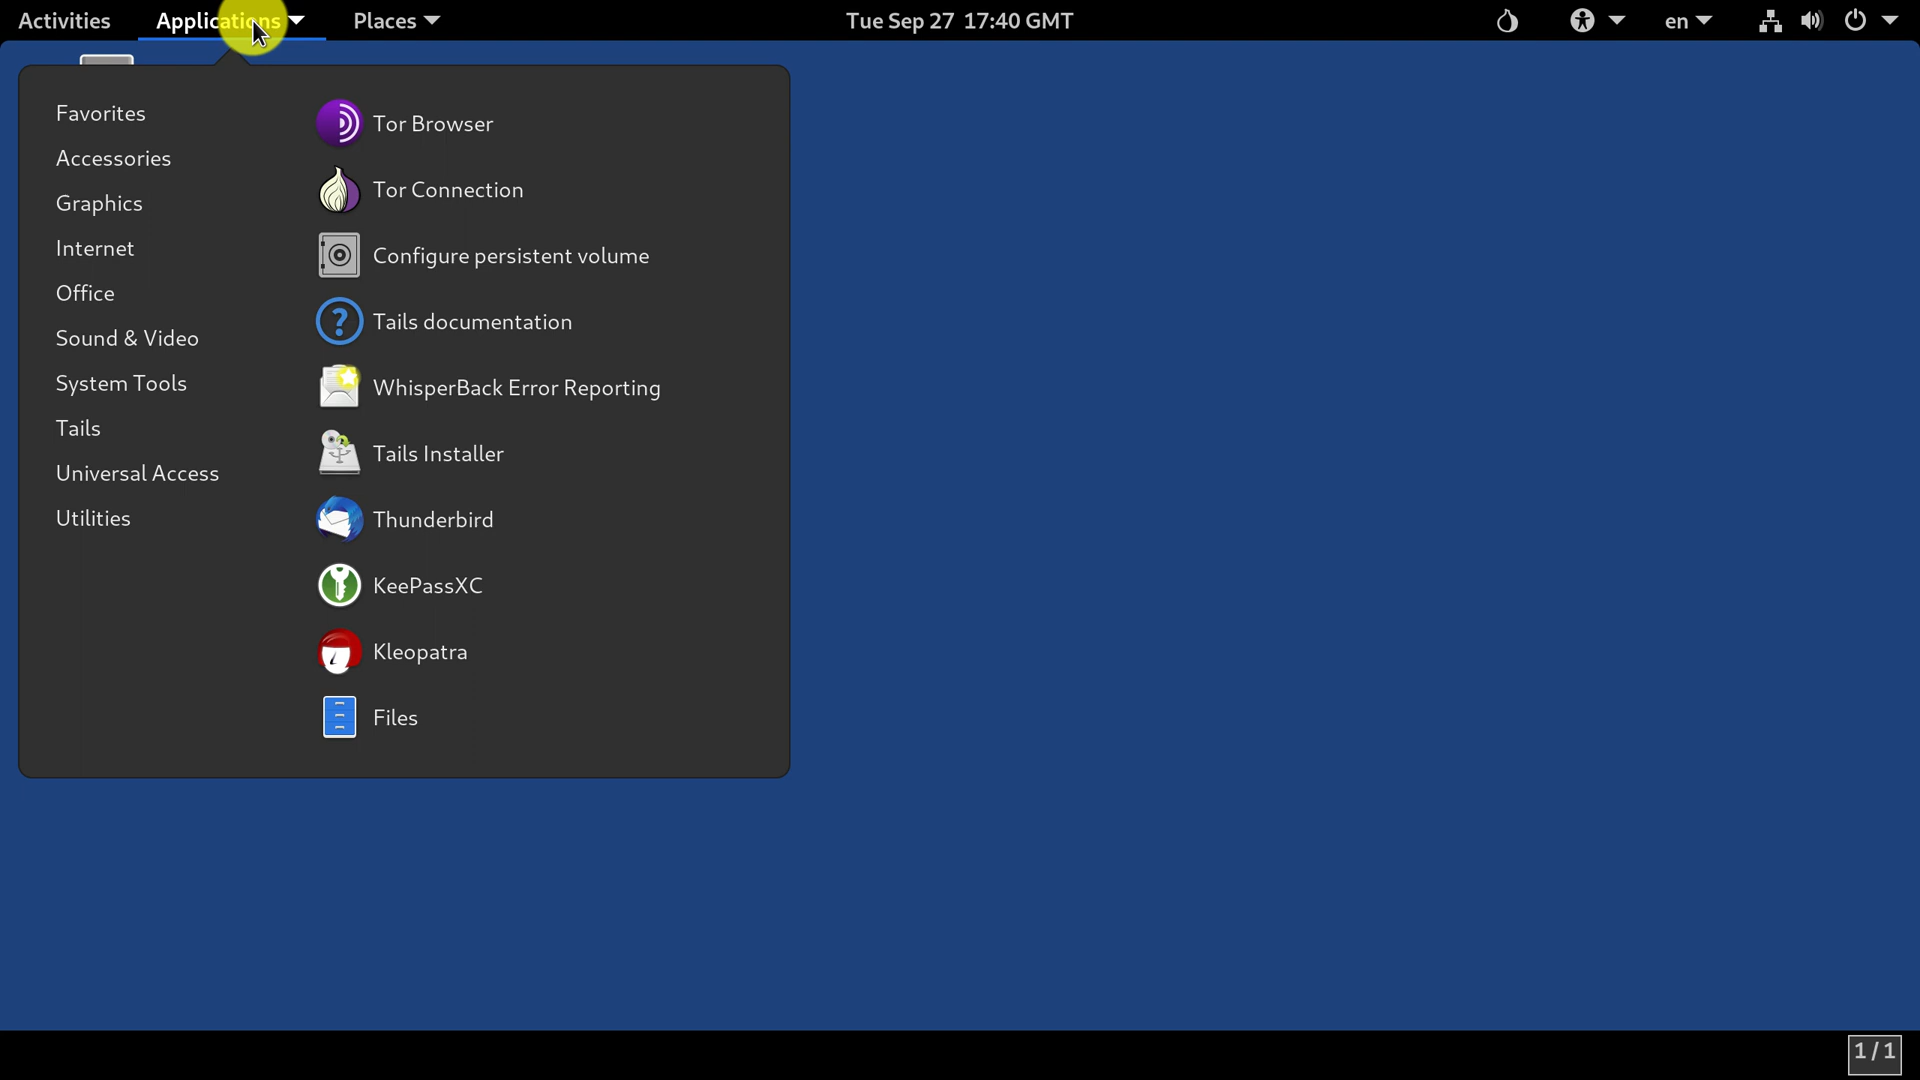 Activities Applications Places Tue Sep 27 17:40 GMT en
Favorites
Accessories
Graphics
Internet
Office
Sound & Video
System Tools
Tails
Universal Access
Utilities
Tor Browser
Tor Connection
Configure persistent volume
Tails documentation
WhisperBack Error Reporting
Tails Installer
Thunderbird
KeePassXC
Kleopatra
Files
1 / 1